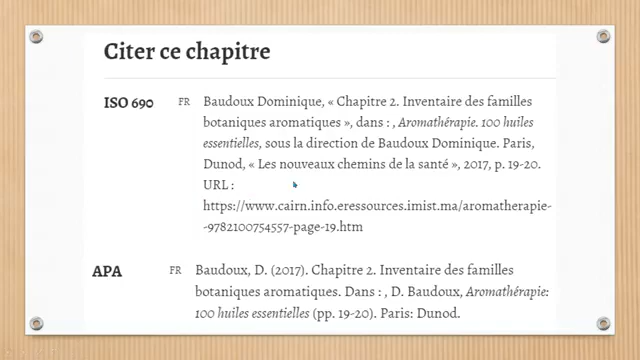 Citer ce chapitre
ISO 690 FR Baudoux Dominique, « Chapitre 2. Inventaire des familles
botaniques aromatiques », dans : , Aromathérapie. 100 huiles
essentielles, sous la direction de Baudoux Dominique. Paris,
Dunod, « Les nouveaux chemins de la santé », 2017, p. 19-20.
URL :
https://www.cairn.info.eressources.imist.ma/aromatherapie-
-9782100754557-page-19.htm
APA FR Baudoux, D. (2017). Chapitre 2. Inventaire des familles
botaniques aromatiques. Dans : , D. Baudoux, Aromathérapie:
100 huiles essentielles (pp. 19-20). Paris: Dunod.